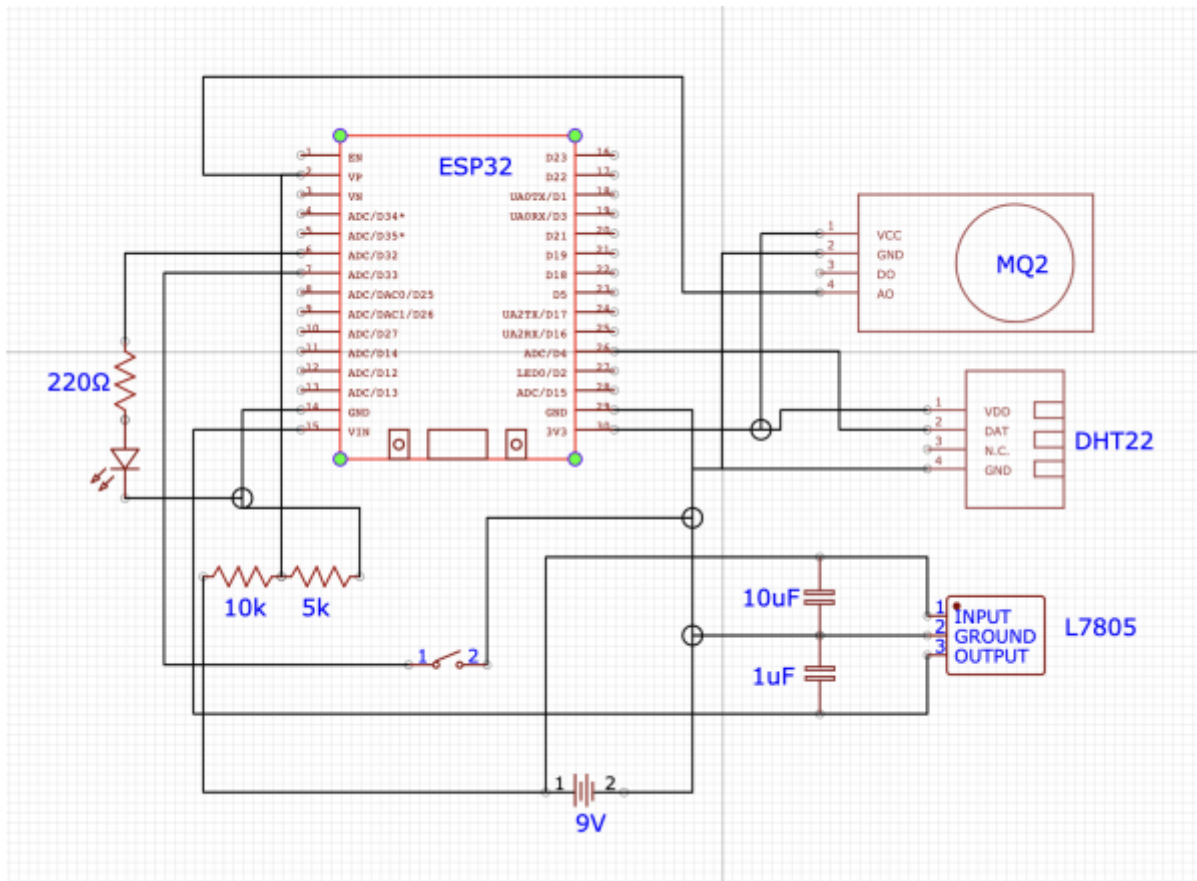 ESP32
1 EN
2 VP
3 VN
4 ADC/D34*
5 ADC/D35*
6 ADC/D32
7 ADC/D33
8 ADC/DAC0/D25
9 ADC/DAC1/D26
10 ADC/D27
11 ADC/D14
12 ADC/D12
13 ADC/D13
14 GND
15 VIN
D23 16
D22 17
UA0TX/D1 18
UA0RX/D3 19
D21 20
D19 21
D18 22
D5 23
UA2TX/D17 24
UA2RX/D16 25
ADC/D4 26
LED0/D2 27
ADC/D15 28
GND 29
3V3 30
1 VCC
2 GND
3 DO
4 AO
MQ2
1 VDD
2 DAT
3 N.C.
4 GND
DHT22
220Ω
10k
5k
1 2
10uF
1uF
1 INPUT
2 GROUND
3 OUTPUT
L7805
1 2
9V